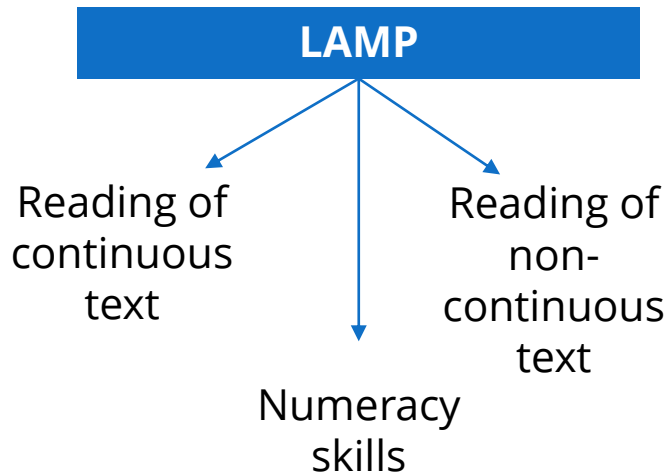 LAMP
Reading of
continuous
text
Reading of
non-
continuous
text
Numeracy
skills